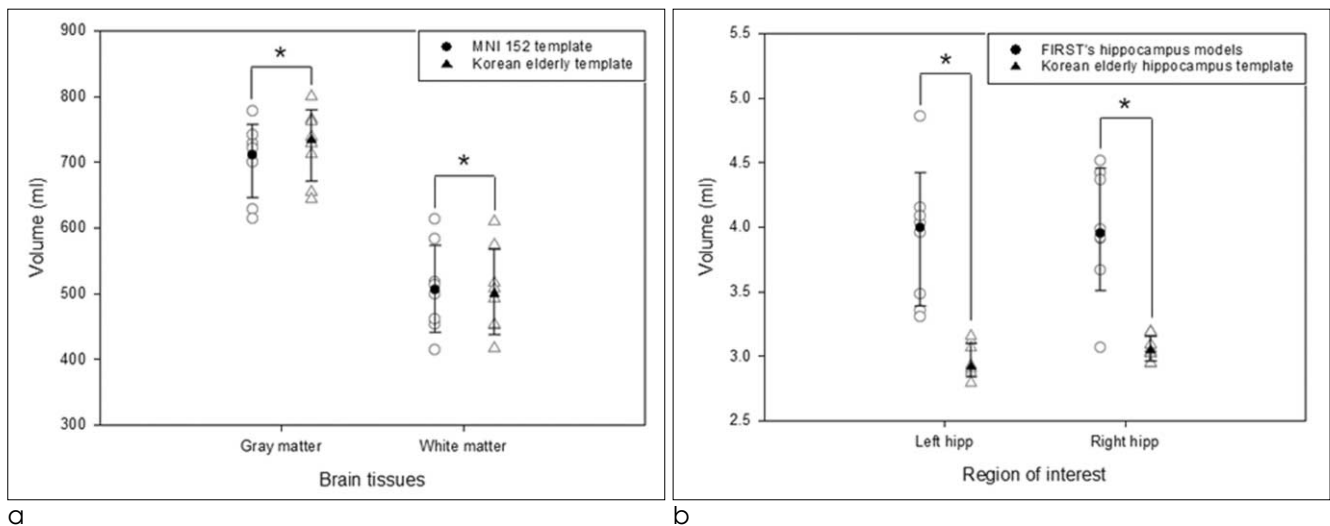 900
800
700
600
500
400
300
Volume (ml)
MNI 152 template
Korean elderly template
*
*
Gray matter
White matter
Brain tissues
a
5.5
5.0
4.5
4.0
3.5
3.0
2.5
Volume (ml)
FIRST's hippocampus models
Korean elderly hippocampus template
*
*
Left hipp
Right hipp
Region of interest
b